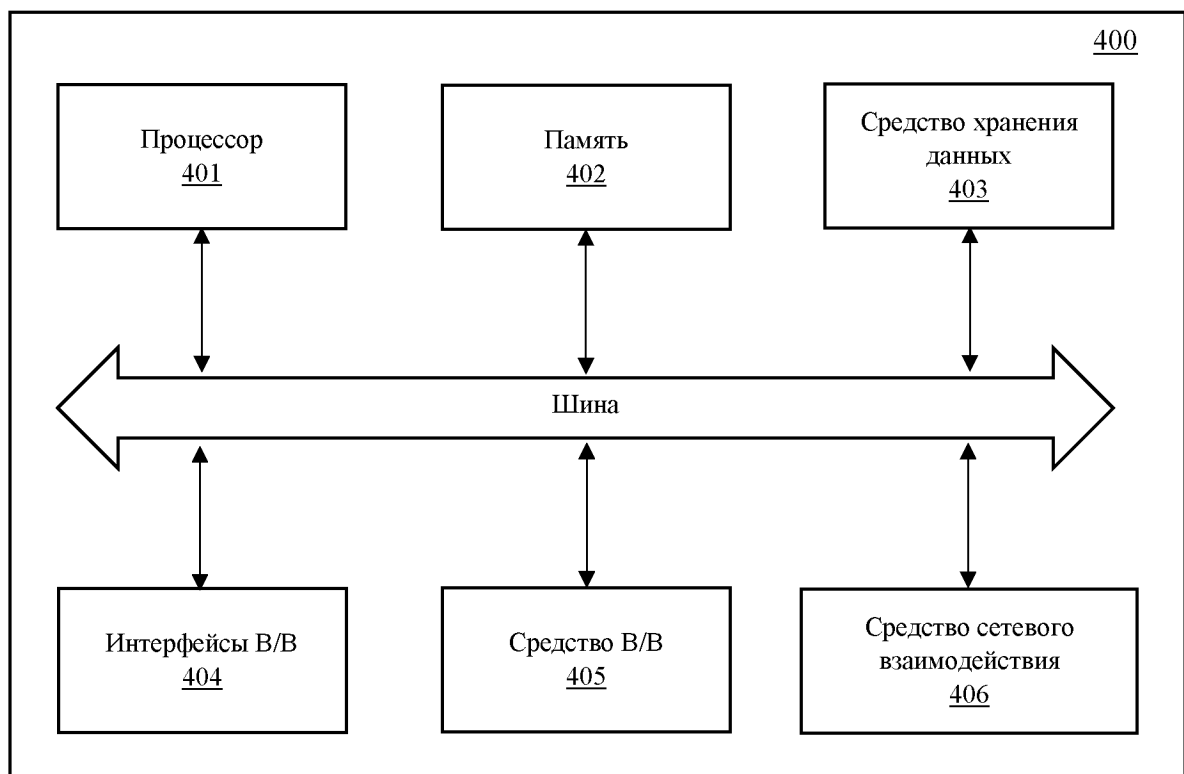 400
Процессор
401
Память
402
Средство хранения
данных
403
Шина
Интерфейсы В/В
404
Средство В/В
405
Средство сетевого
взаимодействия
406